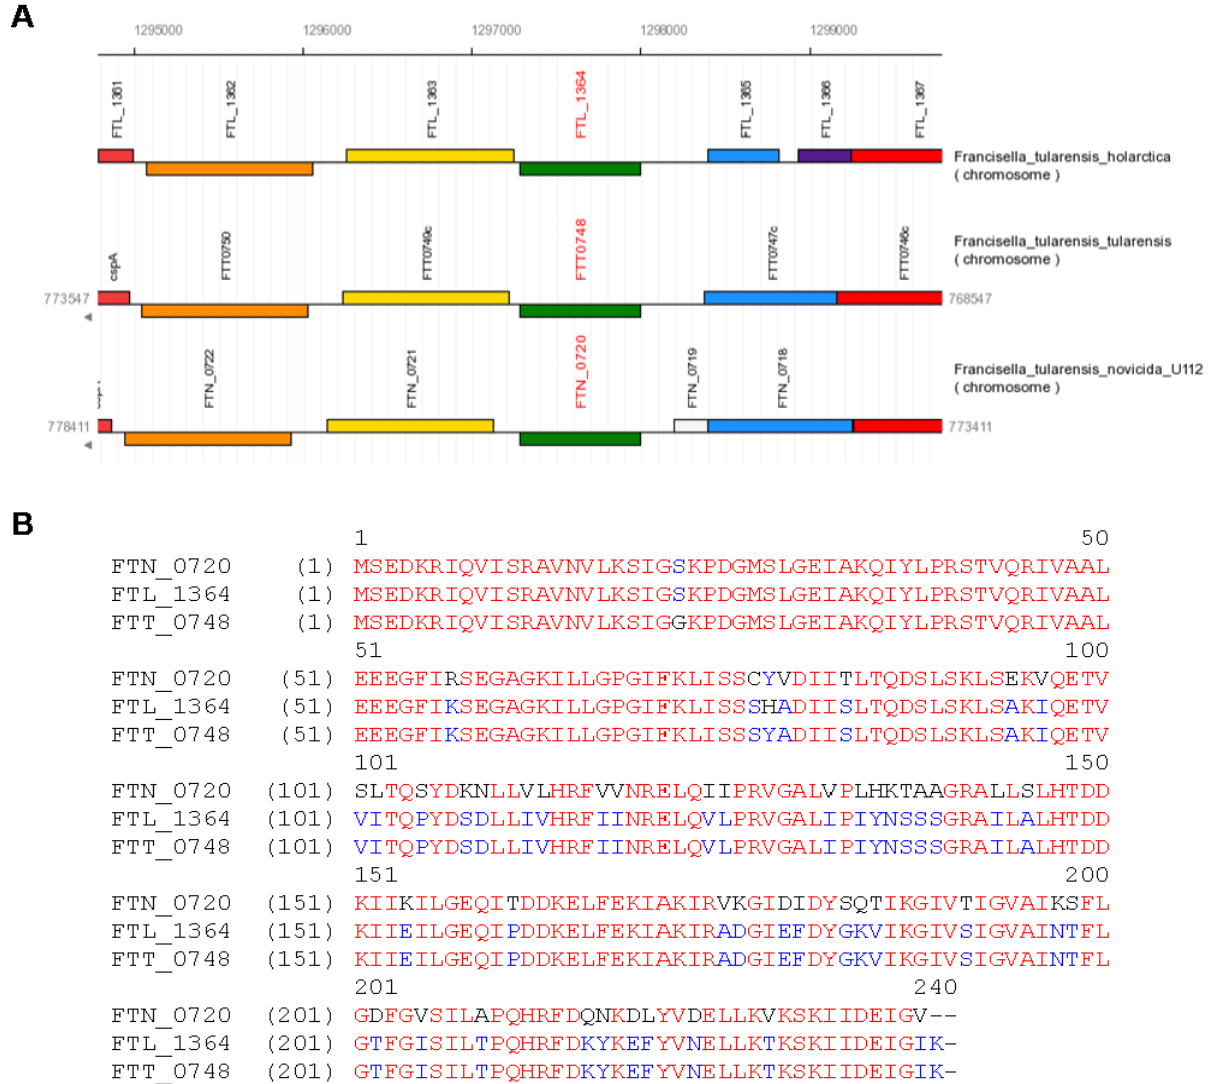 A
1295000 1296000 1297000 1298000 1299000
FTL_1361 FTL_1362 FTL_1363 FTL_1364 FTL_1365 FTL_1366 FTL_1367
Francisella_tularensis_holarctica
( chromosome )
cspA FTT0750 FTT0749c FTT0748 FTT0747c FTT0746c
Francisella_tularensis_tularensis
( chromosome )
773547 768547
FTN_0722 FTN_0721 FTN_0720 FTN_0719 FTN_0718
Francisella_tularensis_novicida_U112
( chromosome )
778411 773411
B
1 50
FTN_0720 (1) MSEDKRIQVISRAVNVLKSIGSKPDGMSLGEIAKQIYLPRSTVQRIVAAL
FTL_1364 (1) MSEDKRIQVISRAVNVLKSIGSKPDGMSLGEIAKQIYLPRSTVQRIVAAL
FTT_0748 (1) MSEDKRIQVISRAVNVLKSIGGKPDGMSLGEIAKQIYLPRSTVQRIVAAL
51 100
FTN_0720 (51) EEEGFIRSEGAGKILLGPGIFKLISSCYVDIITLTQDSLSKLSEKVQETV
FTL_1364 (51) EEEGFIKSEGAGKILLGPGIFKLISSSHADIISLTQDSLSKLSAKIQETV
FTT_0748 (51) EEEGFIKSEGAGKILLGPGIFKLISSSYADIISLTQDSLSKLSAKIQETV
101 150
FTN_0720 (101) SLTQSYDKNLLVLHRFVVNRELQIIPRVGALVPLHKTAAGRALLSLHTDD
FTL_1364 (101) VITQPYDSDLLIVHRFIINRELQVLPRVGALIPIYNSSSGRAILALHTDD
FTT_0748 (101) VITQPYDSDLLIVHRFIINRELQVLPRVGALIPIYNSSSGRAILALHTDD
151 200
FTN_0720 (151) KIIKILGEQITDDKELFEKIAKIRVKGIDIDYSQTIKGIVTIGVAIKSFL
FTL_1364 (151) KIIEILGEQIPDDKELFEKIAKIRADGIEFDYGKVIKGIVSIGVAINTFL
FTT_0748 (151) KIIEILGEQIPDDKELFEKIAKIRADGIEFDYGKVIKGIVSIGVAINTFL
201 240
FTN_0720 (201) GDFGVSILAPQHRFDQNKDLYVDELLKVKSKIIDEIGV--
FTL_1364 (201) GTFGISILTPQHRFDKYKEFYVNELLKTKSKIIDEIGIK-
FTT_0748 (201) GTFGISILTPQHRFDKYKEFYVNELLKTKSKIIDEIGIK-